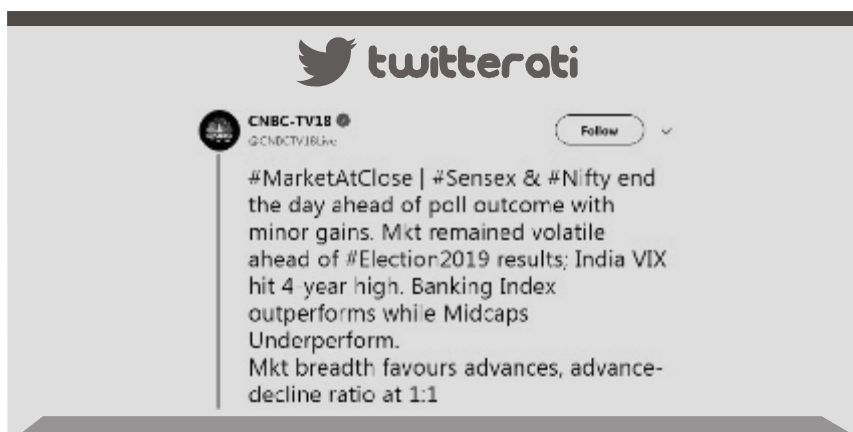 twitterati
CNBC-TV18
@CNBCTV18Live
Follow
#MarketAtClose | #Sensex & #Nifty end
the day ahead of poll outcome with
minor gains. Mkt remained volatile
ahead of #Election2019 results; India VIX
hit 4-year high. Banking Index
outperforms while Midcaps
Underperform.
Mkt breadth favours advances, advance-
decline ratio at 1:1